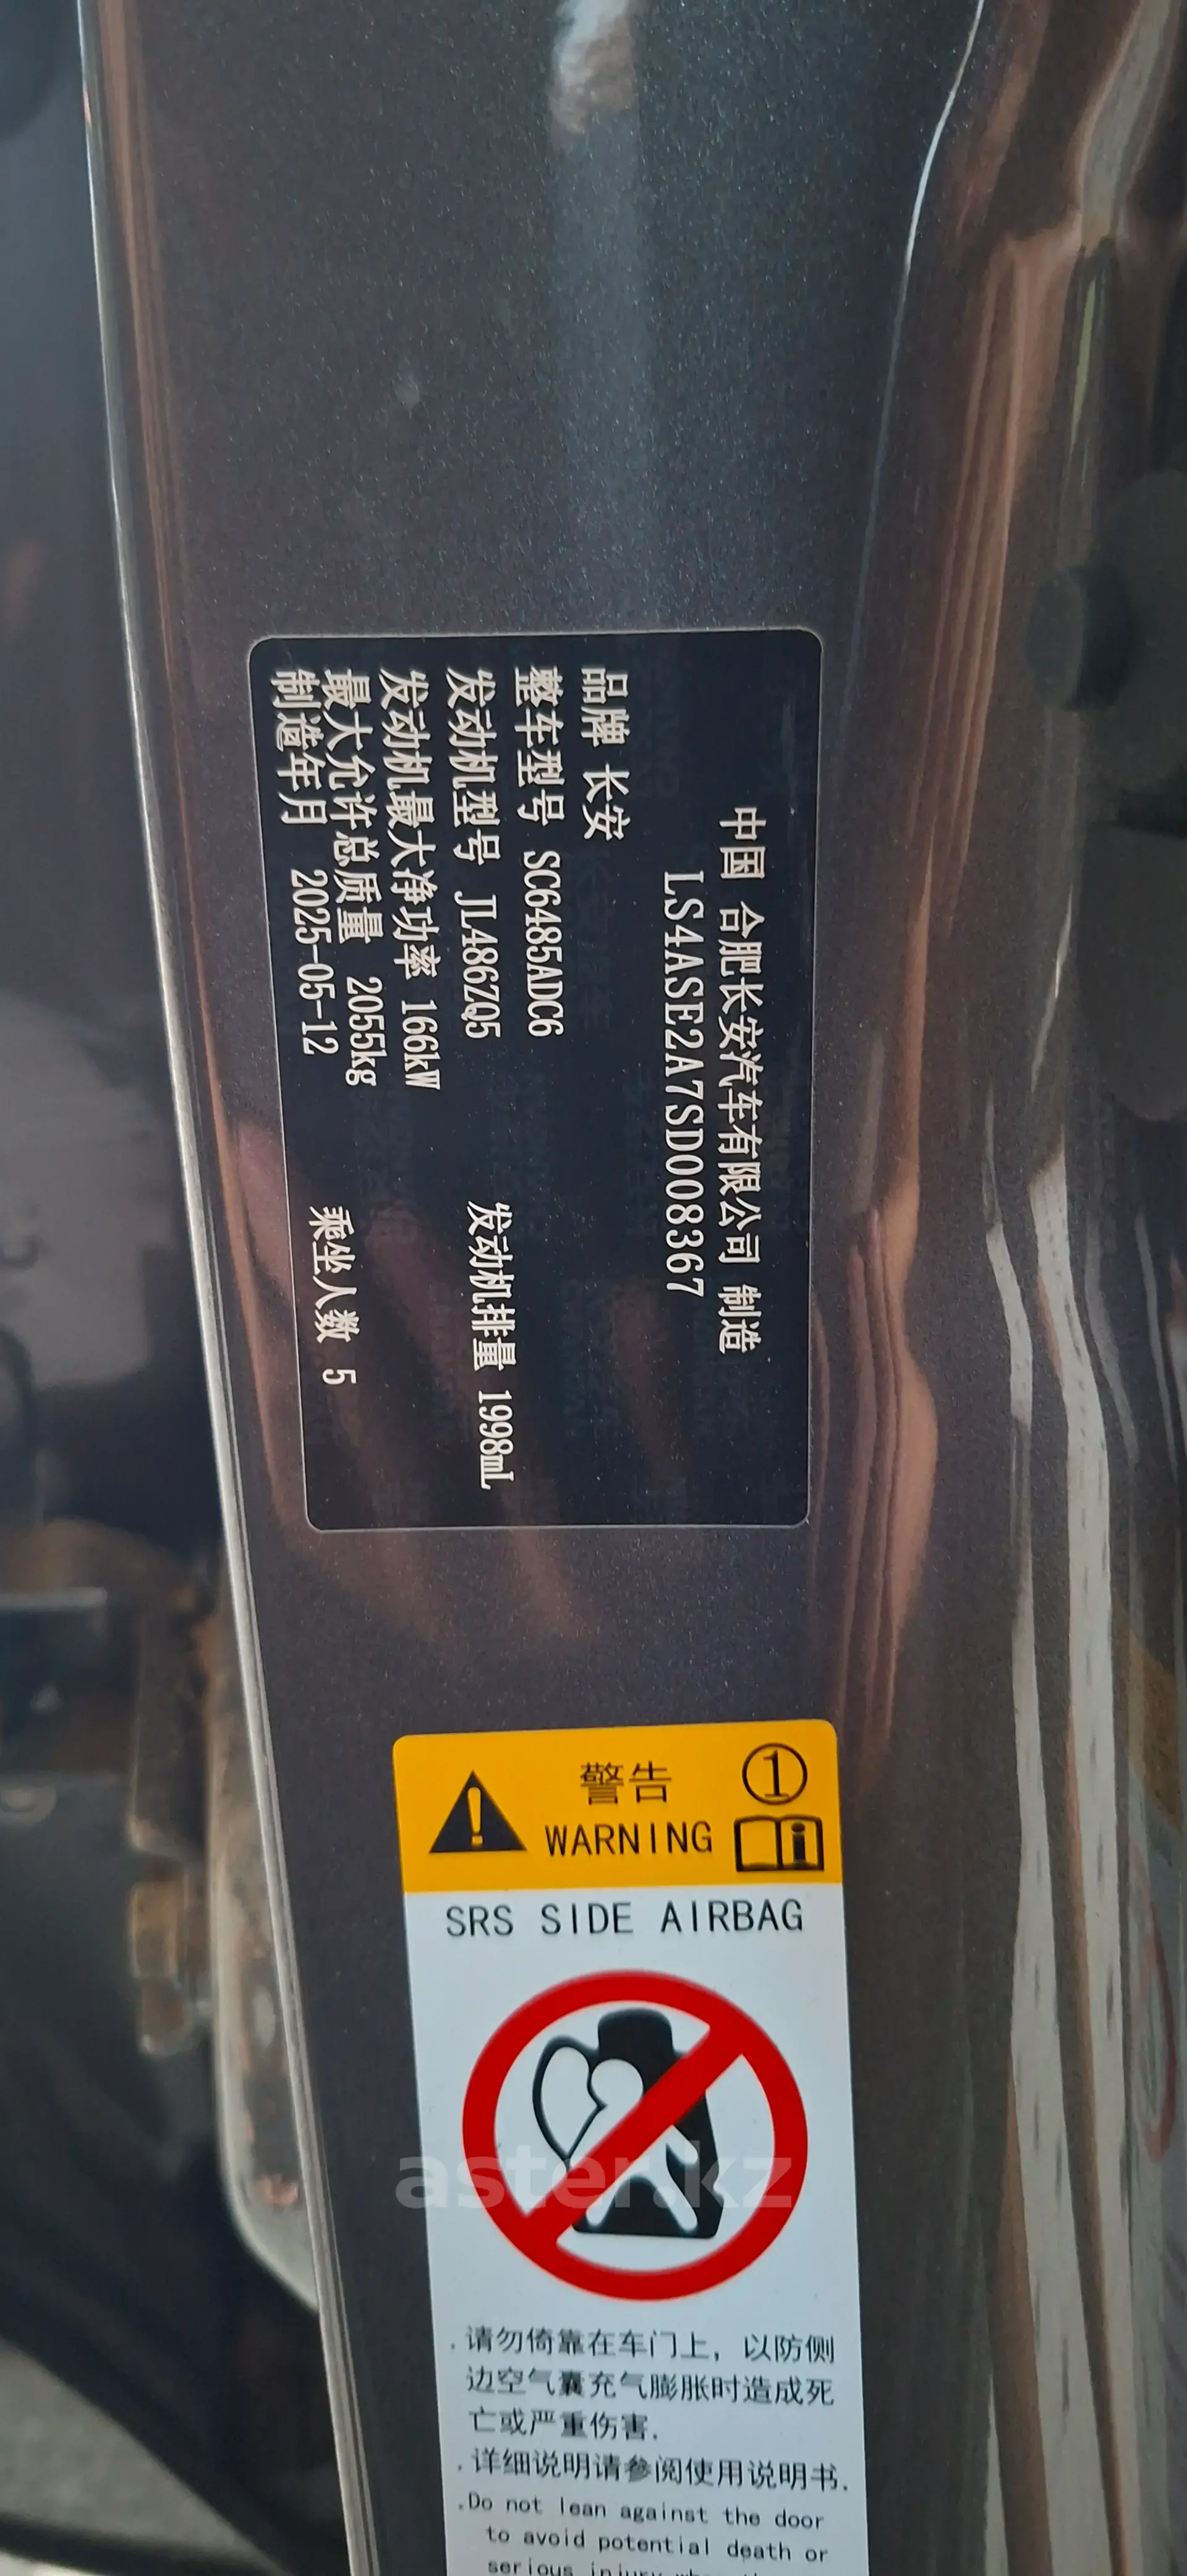 中国 合肥长安汽车有限公司 制造
LS4ASE2A7SD008367
品牌 长安
整车型号 SC6485ADC6
发动机型号 JL486ZQ5 发动机排量 1998mL
发动机最大净功率 166kW
最大允许总质量 2055kg
制造年月 2025-05-12 乘坐人数 5
警告 ①
WARNING
SRS SIDE AIRBAG
aster.kz
.请勿倚靠在车门上，以防侧
边空气囊充气膨胀时造成死
亡或严重伤害.
.详细说明请参阅使用说明书.
.Do not lean against the door
to avoid potential death or
serious injury